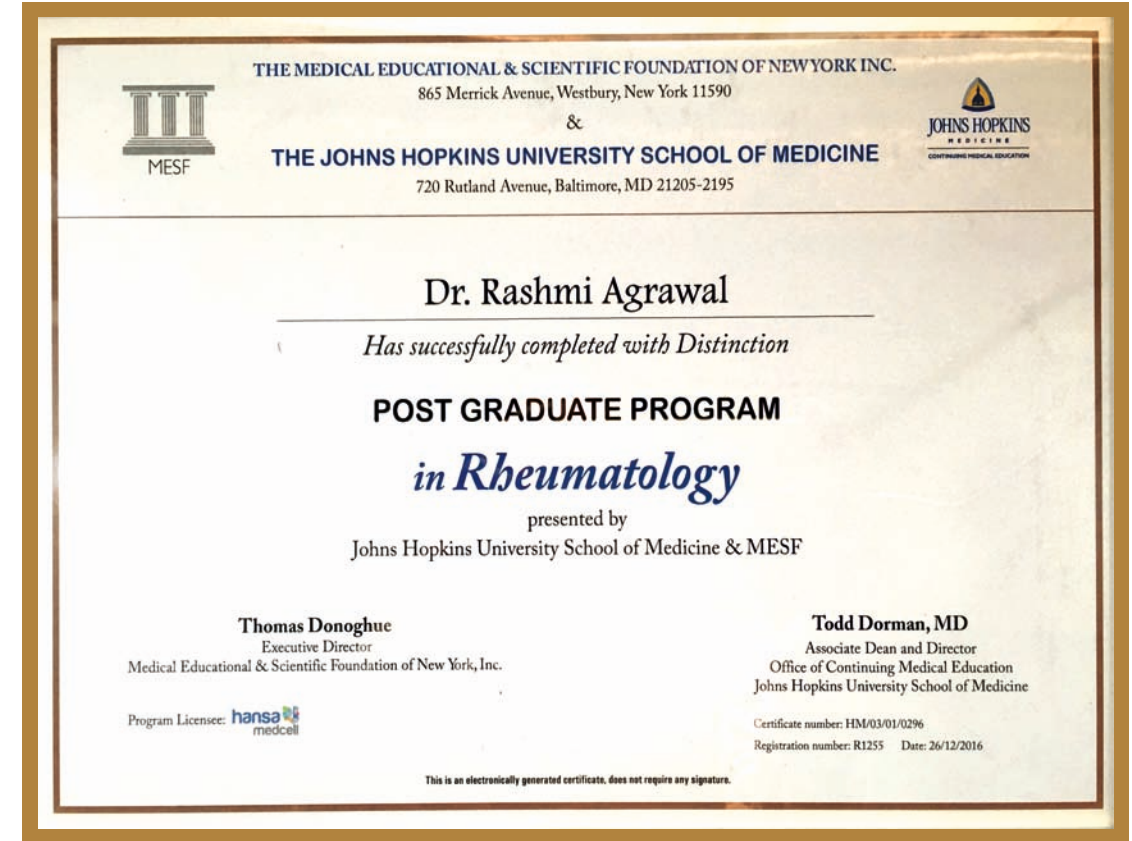 THE MEDICAL EDUCATIONAL & SCIENTIFIC FOUNDATION OF NEW YORK INC.
865 Merrick Avenue, Westbury, New York 11590
&
THE JOHNS HOPKINS UNIVERSITY SCHOOL OF MEDICINE
720 Rutland Avenue, Baltimore, MD 21205-2195
MESF
JOHNS HOPKINS
MEDICINE
CONTINUING MEDICAL EDUCATION
Dr. Rashmi Agrawal
Has successfully completed with Distinction
POST GRADUATE PROGRAM
in Rheumatology
presented by
Johns Hopkins University School of Medicine & MESF
Thomas Donoghue
Executive Director
Medical Educational & Scientific Foundation of New York, Inc.
Todd Dorman, MD
Associate Dean and Director
Office of Continuing Medical Education
Johns Hopkins University School of Medicine
Program Licensee: hansa
medcell
Certificate number: HM/03/01/0296
Registration number: R1255 Date: 26/12/2016
This is an electronically generated certificate, does not require any signature.